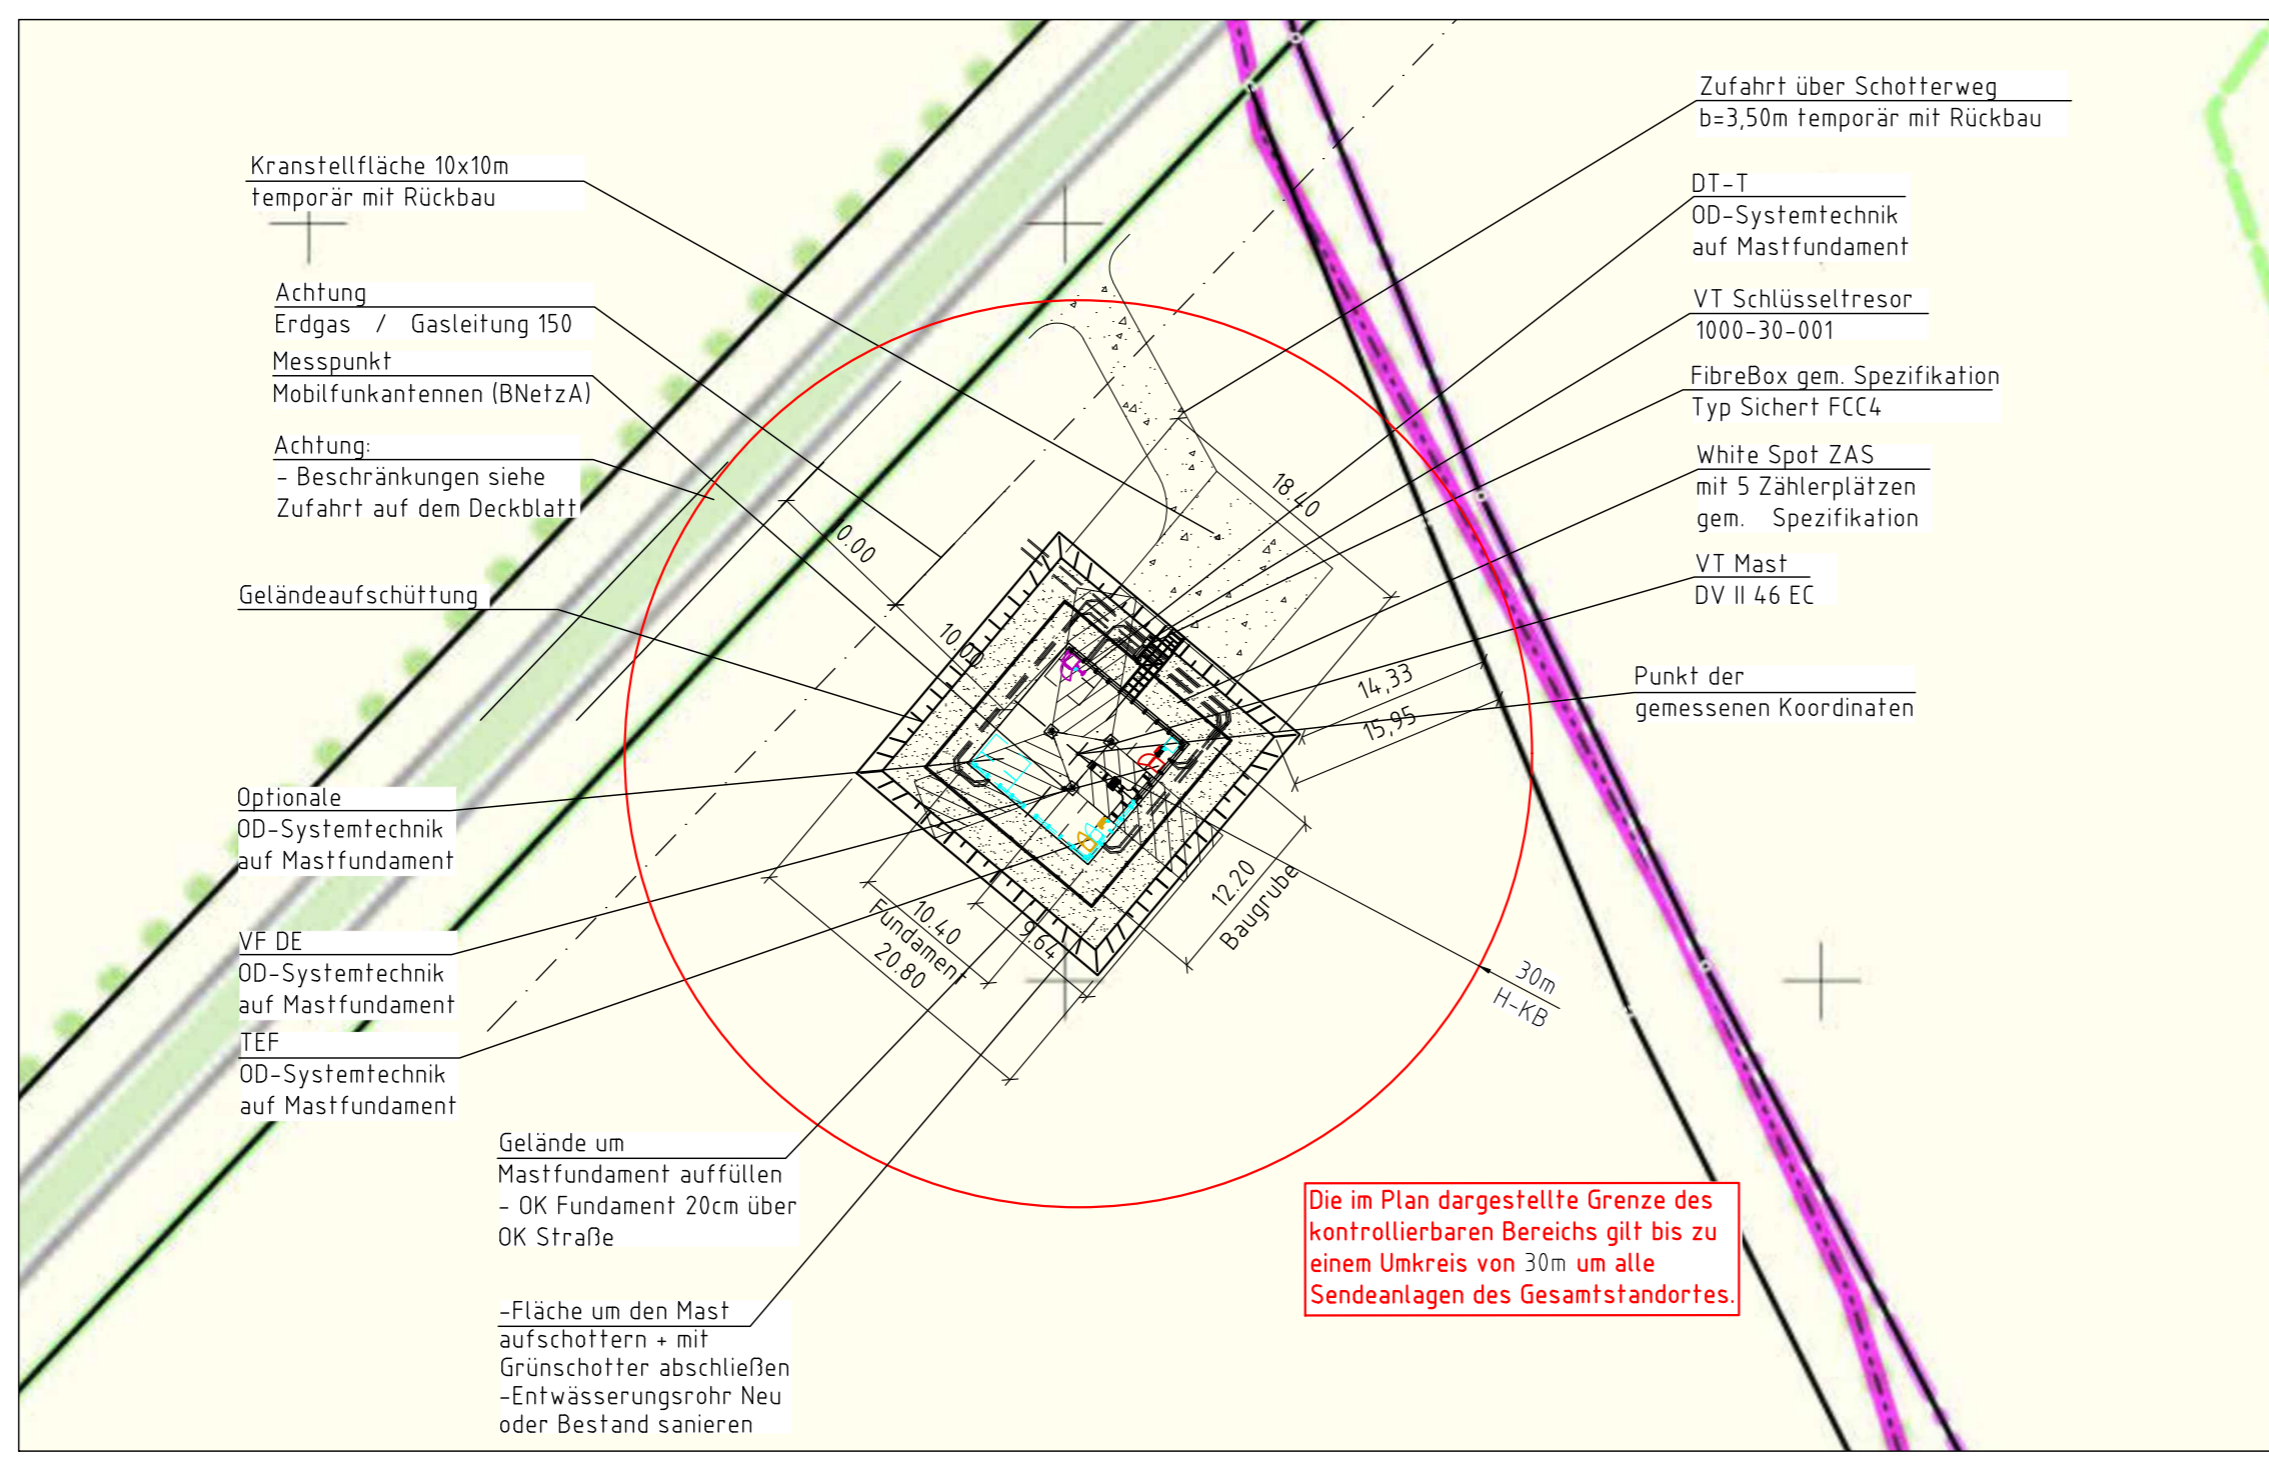 Kranstellfläche 10x10m
temporär mit Rückbau
Achtung
Erdgas / Gasleitung 150
Messpunkt
Mobilfunkantennen (BNetzA)
Achtung:
- Beschränkungen siehe
Zufahrt auf dem Deckblatt
Geländeaufschüttung
Optionale
OD-Systemtechnik
auf Mastfundament
VF DE
OD-Systemtechnik
auf Mastfundament
TEF
OD-Systemtechnik
auf Mastfundament
Gelände um
Mastfundament auffüllen
- OK Fundament 20cm über
OK Straße
-Fläche um den Mast
aufschottern + mit
Grünschotter abschließen
-Entwässerungsrohr Neu
oder Bestand sanieren
Zufahrt über Schotterweg
b=3,50m temporär mit Rückbau
DT-T
OD-Systemtechnik
auf Mastfundament
VT Schlüsseltresor
1000-30-001
FibreBox gem. Spezifikation
Typ Sichert FCC4
White Spot ZAS
mit 5 Zählerplätzen
gem. Spezifikation
VT Mast
DV II 46 EC
Punkt der
gemessenen Koordinaten
18.40
10.00
14,33
15,95
10.40
Fundament
20.80
9.64
12.20
Baugrube
30m
H-KB
Die im Plan dargestellte Grenze des
kontrollierbaren Bereichs gilt bis zu
einem Umkreis von 30m um alle
Sendeanlagen des Gesamtstandortes.